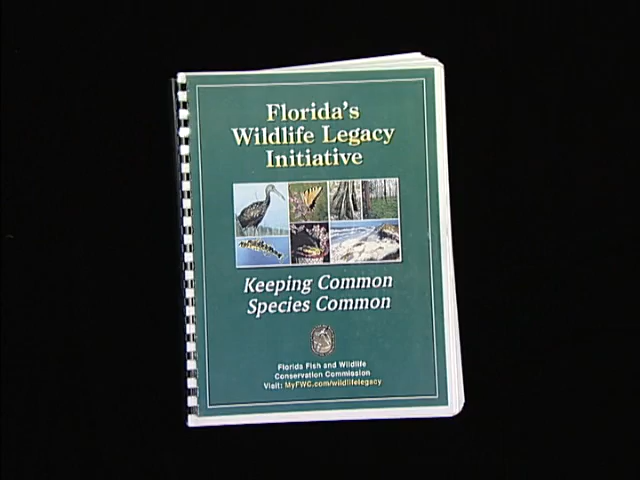 Florida's
Wildlife Legacy
Initiative
Keeping Common
Species Common
Florida Fish and Wildlife
Conservation Commission
Visit: MyFWC.com/wildlifelegacy